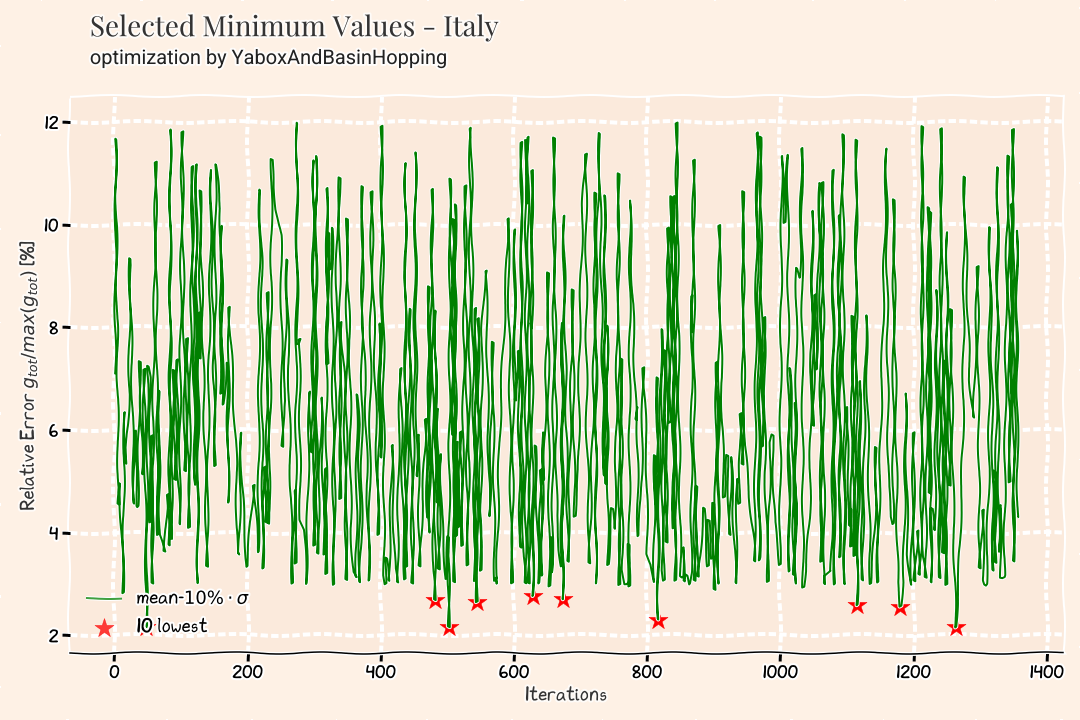 Selected Minimum Values - Italy
optimization by YaboxAndBasinHopping
Relative Error g_tot/max(g_tot) [%]
12
10
8
6
4
2
mean-10% · σ
10 lowest
0 200 400 600 800 1000 1200 1400
Iterations